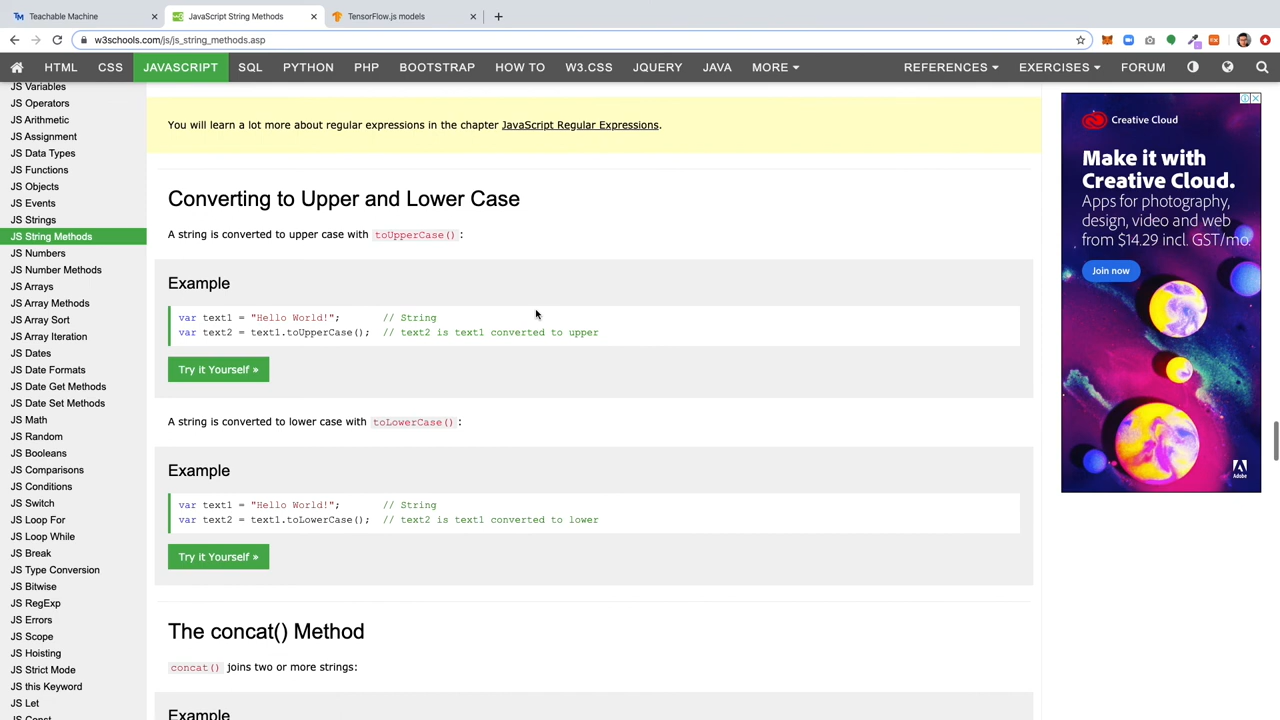 Teachable Machine
JavaScript String Methods
TensorFlow.js models
w3schools.com/js/js_string_methods.asp
HTML CSS JAVASCRIPT SQL PYTHON PHP BOOTSTRAP HOW TO W3.CSS JQUERY JAVA MORE REFERENCES EXERCISES FORUM
JS Variables
JS Operators
JS Arithmetic
JS Assignment
JS Data Types
JS Functions
JS Objects
JS Events
JS Strings
JS String Methods
JS Numbers
JS Number Methods
JS Arrays
JS Array Methods
JS Array Sort
JS Array Iteration
JS Dates
JS Date Formats
JS Date Get Methods
JS Date Set Methods
JS Math
JS Random
JS Booleans
JS Comparisons
JS Conditions
JS Switch
JS Loop For
JS Loop While
JS Break
JS Type Conversion
JS Bitwise
JS RegExp
JS Errors
JS Scope
JS Hoisting
JS Strict Mode
JS this Keyword
JS Let
JS Const
You will learn a lot more about regular expressions in the chapter JavaScript Regular Expressions.
Converting to Upper and Lower Case
A string is converted to upper case with toUpperCase():
Example
var text1 = "Hello World!"; // String
var text2 = text1.toUpperCase(); // text2 is text1 converted to upper
Try it Yourself »
A string is converted to lower case with toLowerCase():
Example
var text1 = "Hello World!"; // String
var text2 = text1.toLowerCase(); // text2 is text1 converted to lower
Try it Yourself »
The concat() Method
concat() joins two or more strings:
Example
Creative Cloud
Make it with
Creative Cloud.
Apps for photography,
design, video and web
from $14.29 incl. GST/mo.
Join now
Adobe